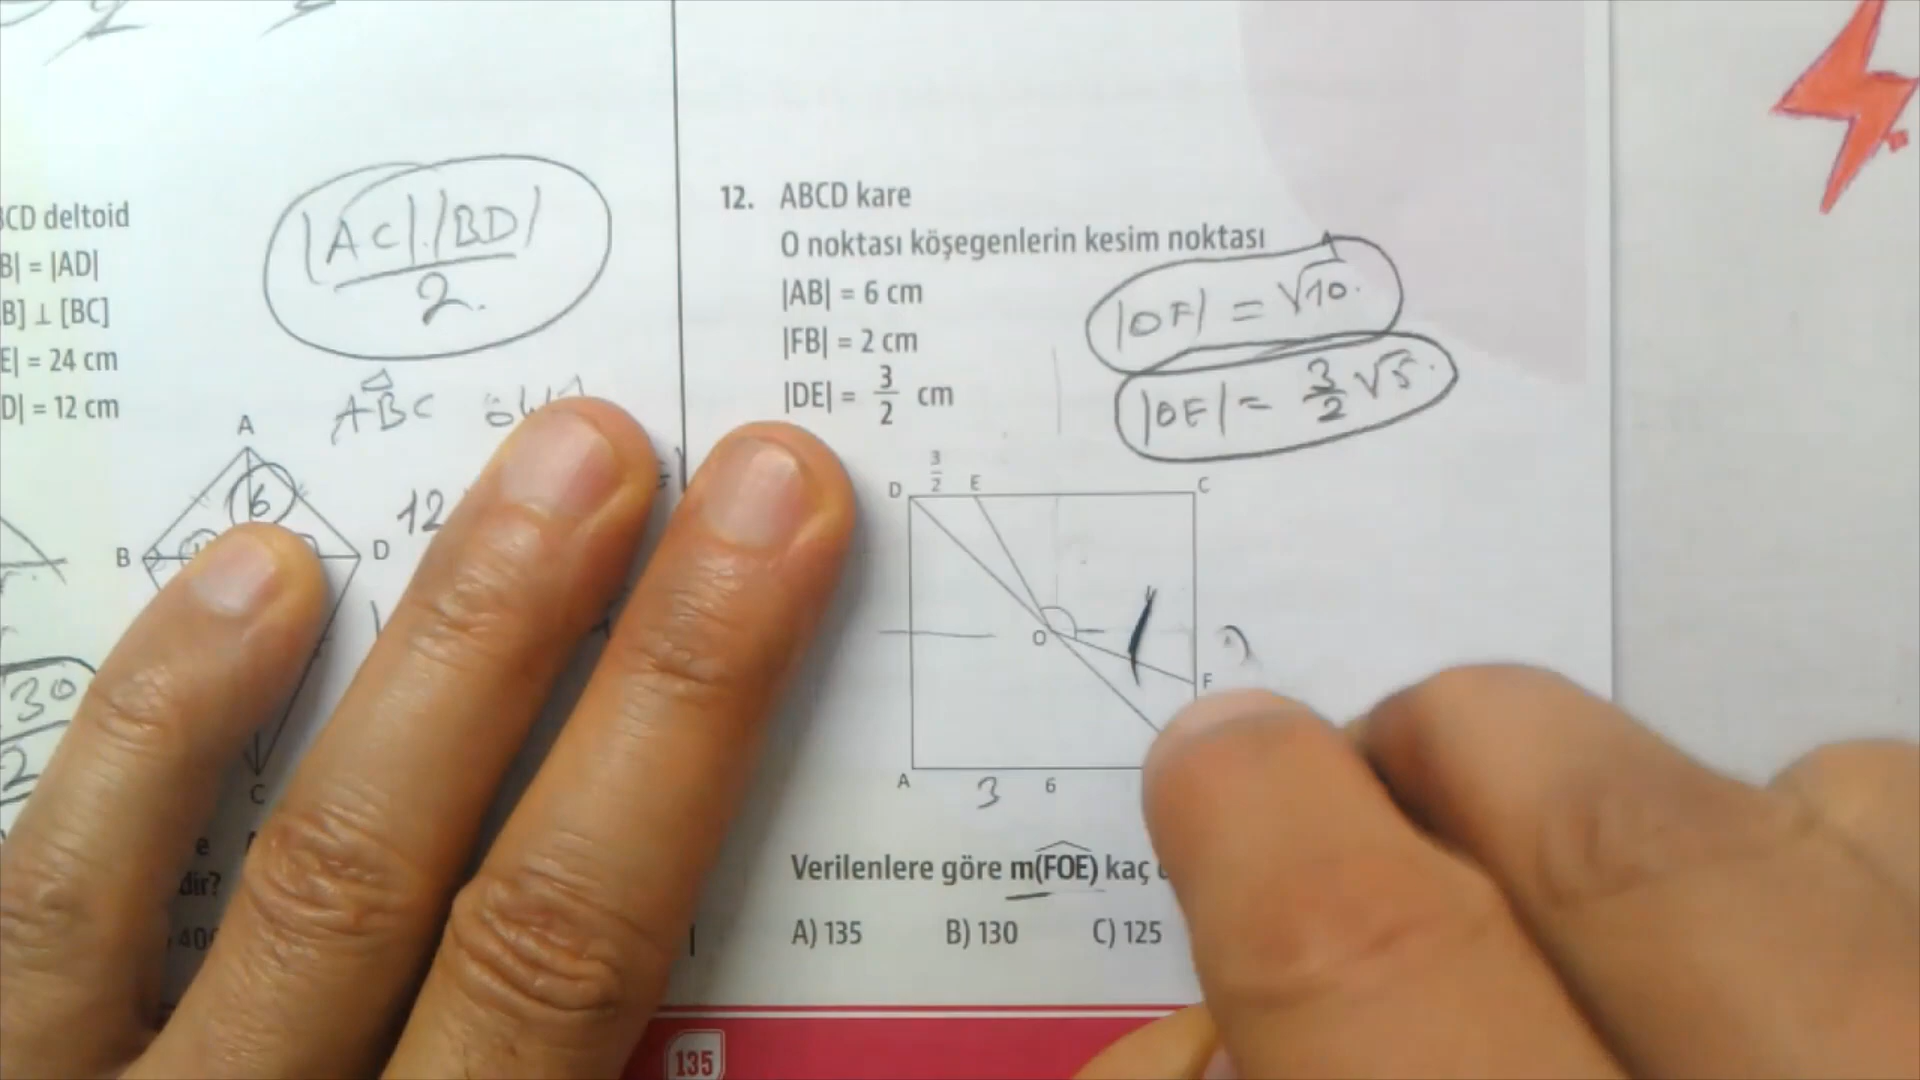 BCD deltoid
B| = |AD|
B] ⊥ [BC]
E| = 24 cm
D| = 12 cm
|AC|.|BD|
2.
ABC
12
A
6
B
D
C
30
2
e
dir?
12. ABCD kare
O noktası köşegenlerin kesim noktası
|AB| = 6 cm
|FB| = 2 cm
|DE| = 3/2 cm
|OF| = √10.
|OE| = 3/2 √5.
3/2
D
E
C
O
F
A
3
6
Verilenlere göre m(FOE) kaç
A) 135 B) 130 C) 125
135